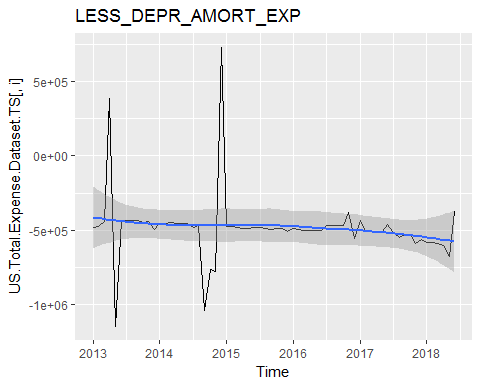 LESS_DEPR_AMORT_EXP
US.Total.Expense.Dataset.TS[, i]
5e+05
0e+00
-5e+05
-1e+06
2013 2014 2015 2016 2017 2018
Time